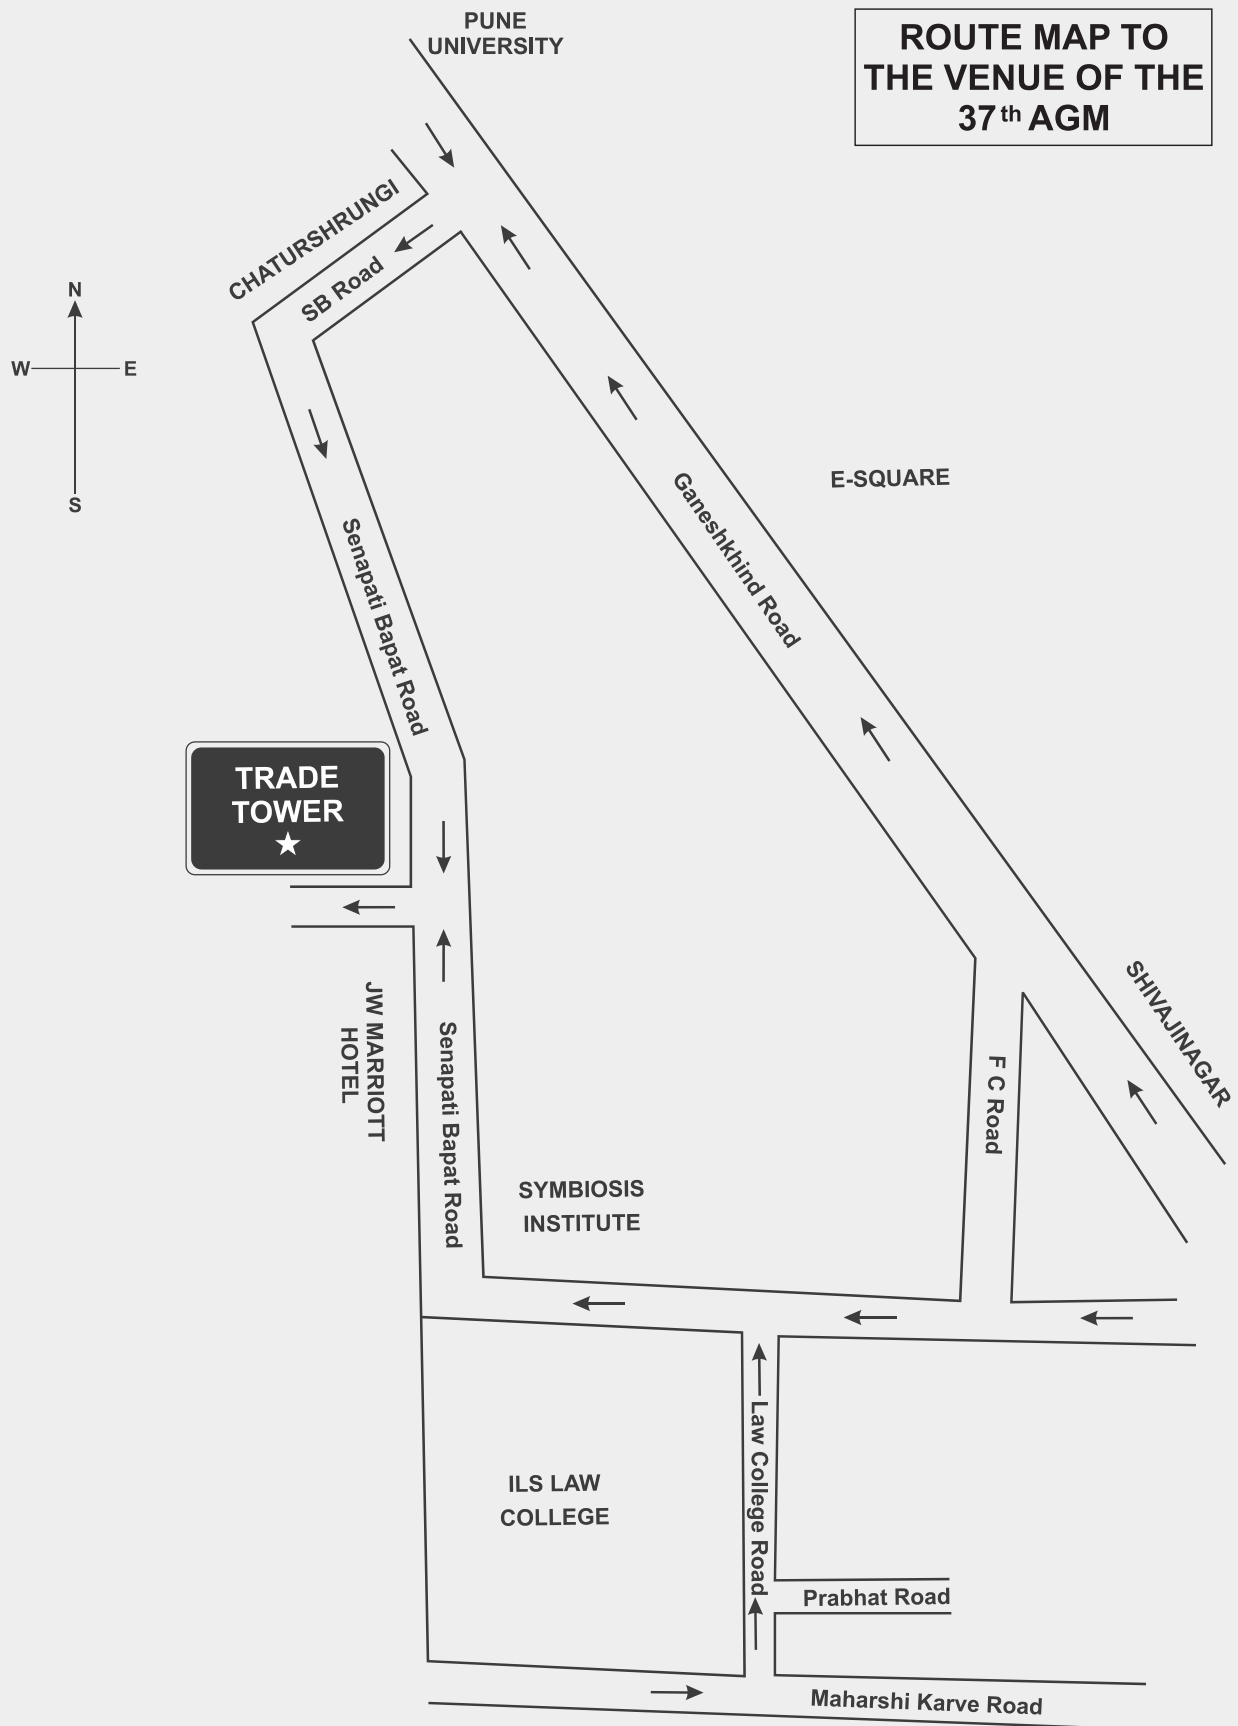 PUNE
UNIVERSITY
ROUTE MAP TO
THE VENUE OF THE
37th AGM
CHATURSHRUNGI
SB Road
N
W
E
S
E-SQUARE
Ganeshkhind Road
Senapati Bapat Road
TRADE
TOWER
SHIVAJINAGAR
JW MARRIOTT
HOTEL
Senapati Bapat Road
F C Road
SYMBIOSIS
INSTITUTE
Law College Road
ILS LAW
COLLEGE
Prabhat Road
Maharshi Karve Road